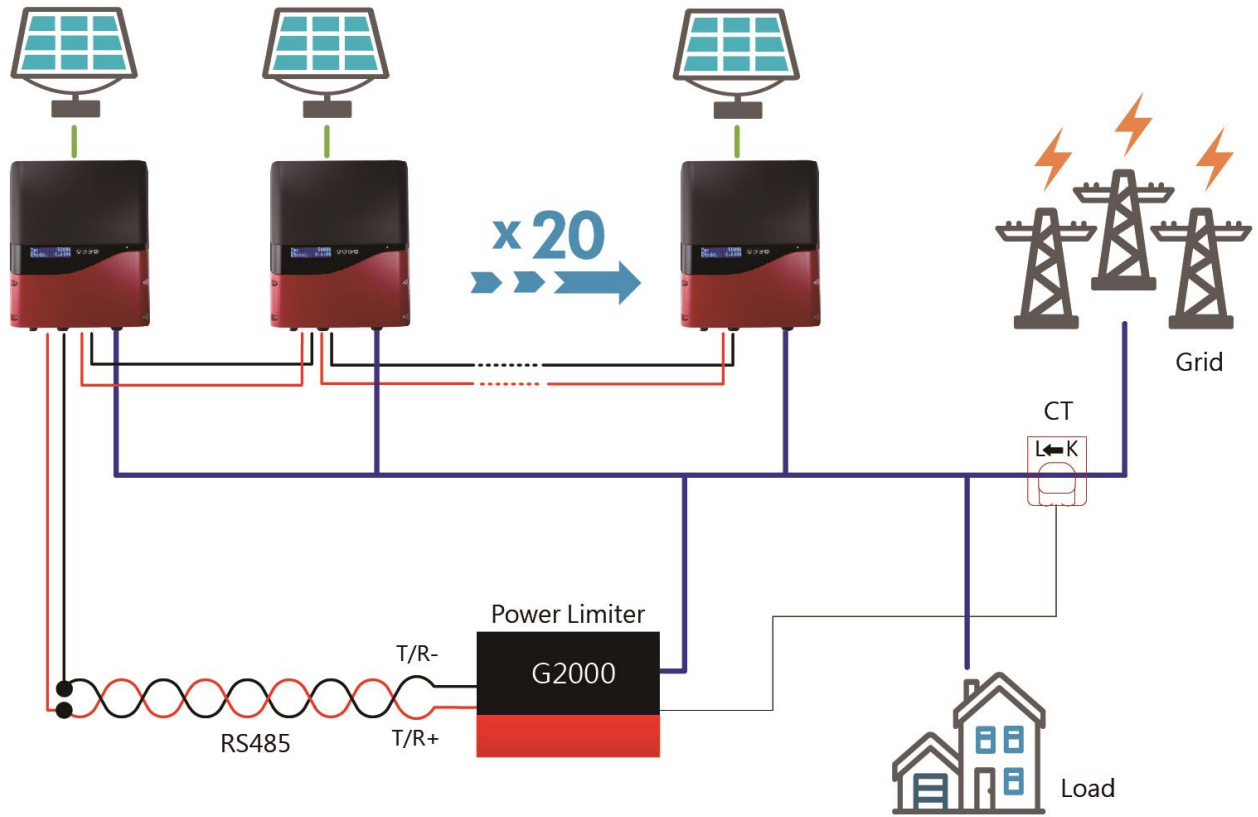 x 20
Grid
CT
L K
Power Limiter
G2000
T/R-
T/R+
RS485
Load